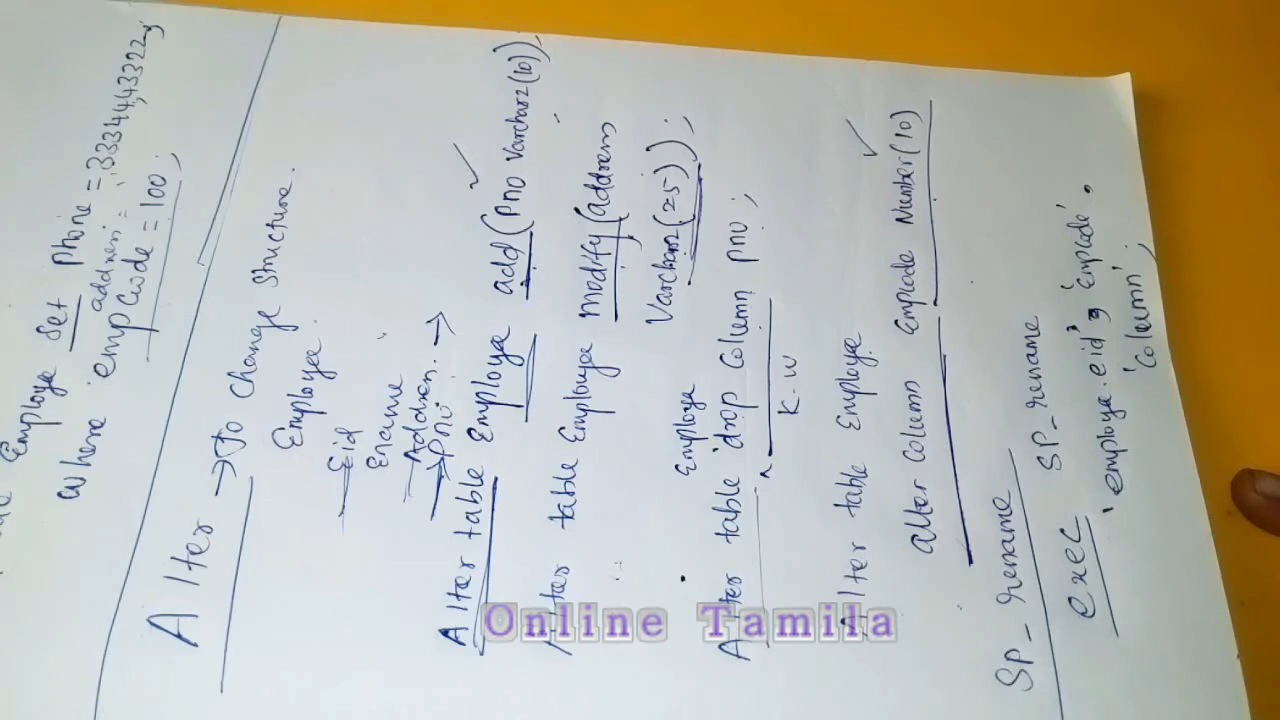 Employe Set Phone = 3334443322,
address =
where empcode = 100;
Alter → To change structure.
Employee
Eid
Ename
Address →
Pno
Alter table Employe add (pno varchar2(10));
Alter table Employe modify (address
varchar2(25));
Employe
Alter table drop column pno;
K.W
Alter table Employe
alter column Empcode Number(10)
SP_rename
exec SP_rename
'employe.eid', 'Empcode',
'column';
Online Tamila